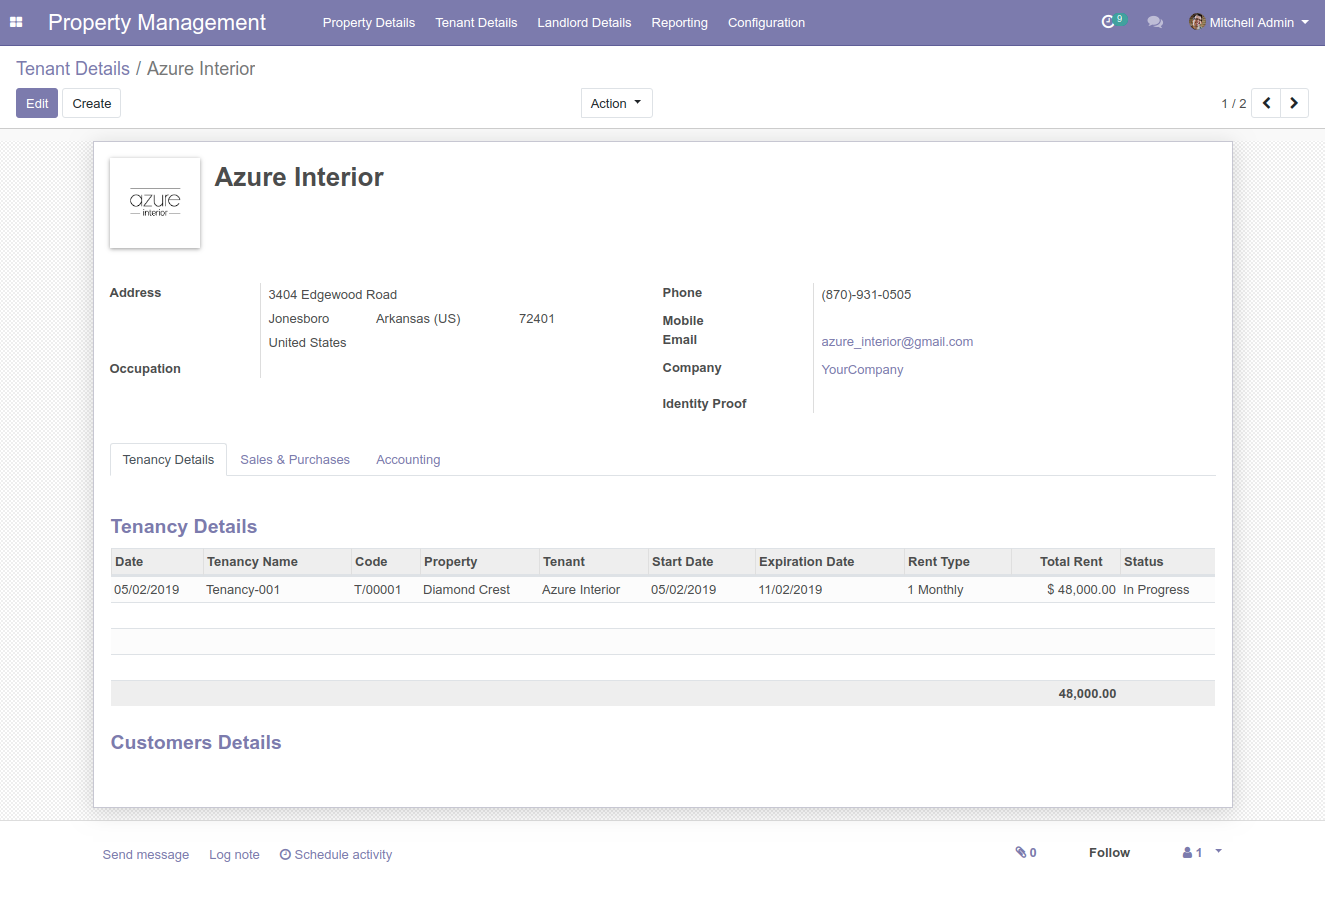 Property Management Property Details Tenant Details Landlord Details Reporting Configuration 9 Mitchell Admin
Tenant Details / Azure Interior
Edit Create Action 1 / 2
azure
interior
Azure Interior
Address 3404 Edgewood Road Phone (870)-931-0505
Jonesboro Arkansas (US) 72401 Mobile
United States Email azure_interior@gmail.com
Occupation Company YourCompany
Identity Proof
Tenancy Details Sales & Purchases Accounting
Tenancy Details
Date Tenancy Name Code Property Tenant Start Date Expiration Date Rent Type Total Rent Status
05/02/2019 Tenancy-001 T/00001 Diamond Crest Azure Interior 05/02/2019 11/02/2019 1 Monthly $ 48,000.00 In Progress
48,000.00
Customers Details
Send message Log note Schedule activity 0 Follow 1